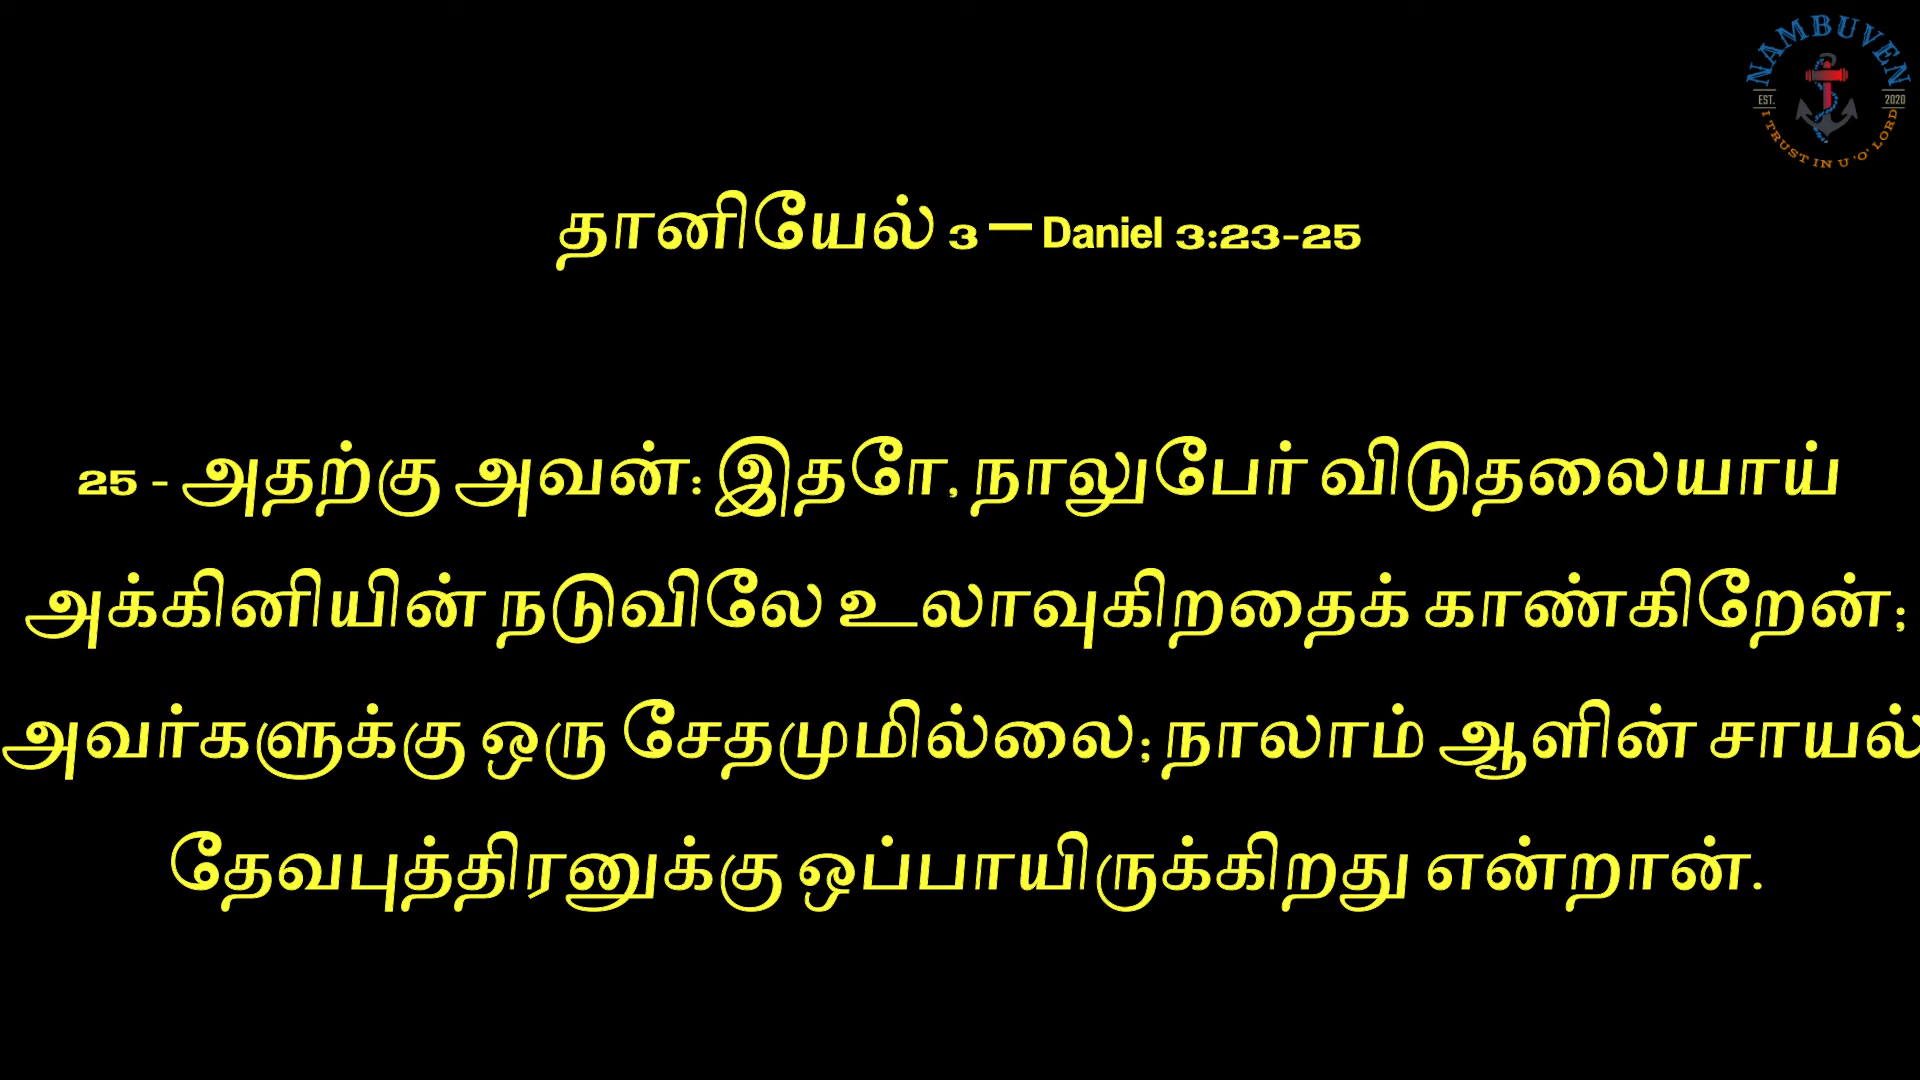 NAMBUVEN
EST. 2020
I TRUST IN U 'O' LORD
தானியேல் 3 – Daniel 3:23-25
25 - அதற்கு அவன்: இதரோ, நாலுபேர் விடுதலையாய்
அக்கினியின் நடுவிலே உலாவுகிறதைக் காண்கிறேன்;
அவர்களுக்கு ஒரு சேதமுமில்லை; நாலாம் ஆளின் சாயல்
தேவபுத்திரனுக்கு ஒப்பாயிருக்கிறது என்றான்.